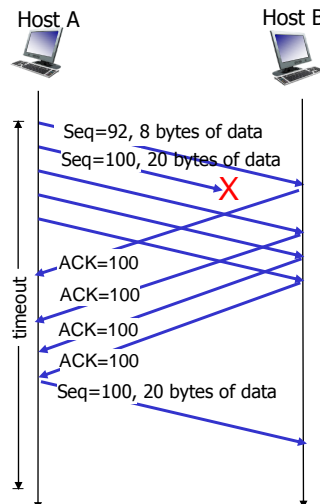 Host A
Host B
Seq=92, 8 bytes of data
Seq=100, 20 bytes of data
X
timeout
ACK=100
ACK=100
ACK=100
ACK=100
Seq=100, 20 bytes of data